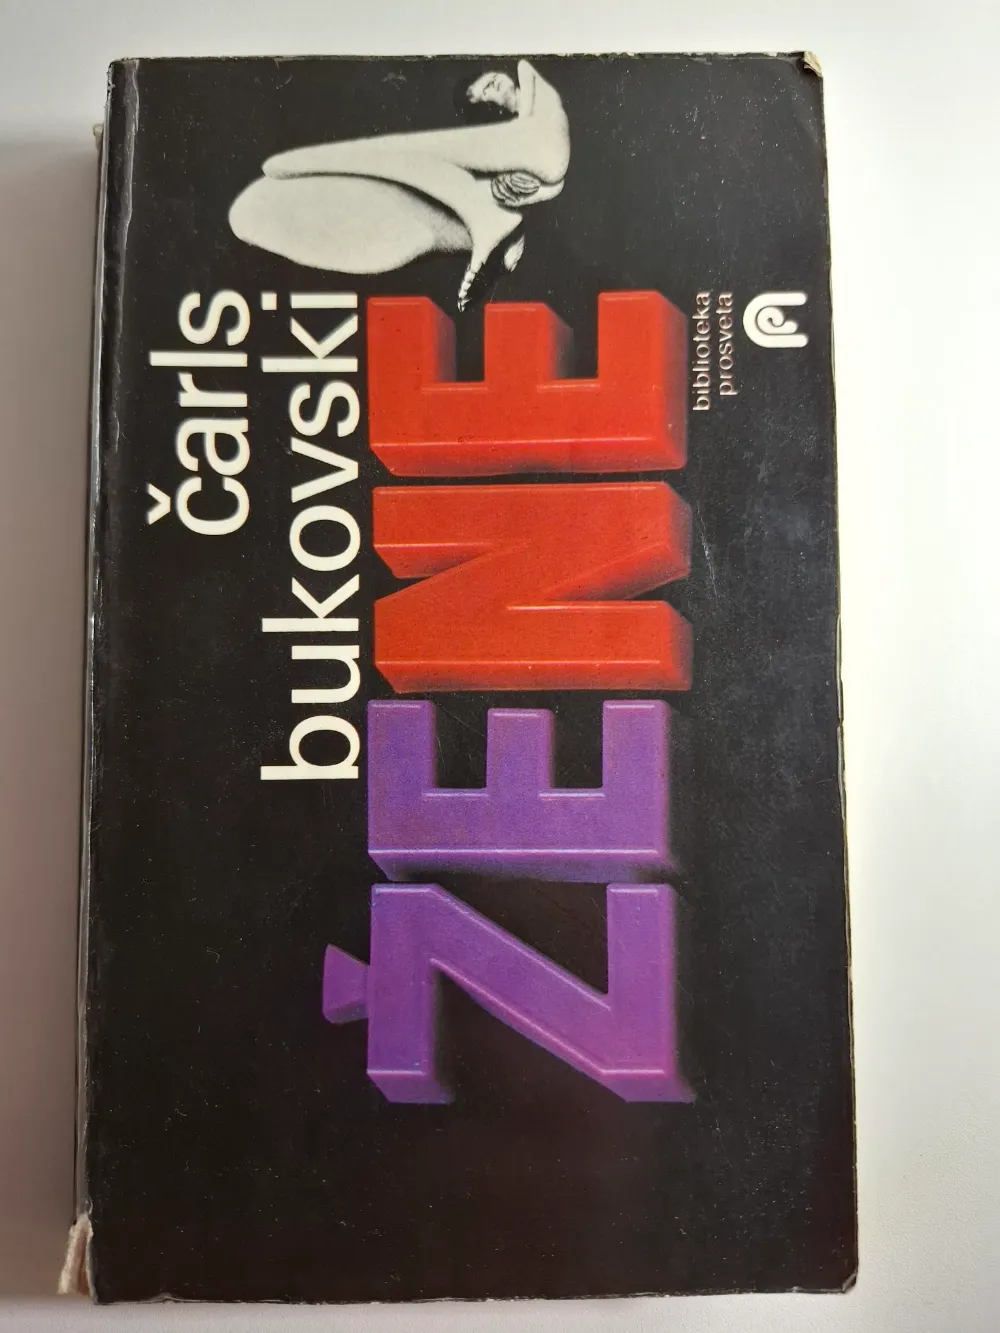 čarls
bukovski
ŽENE
biblioteka
prosveta